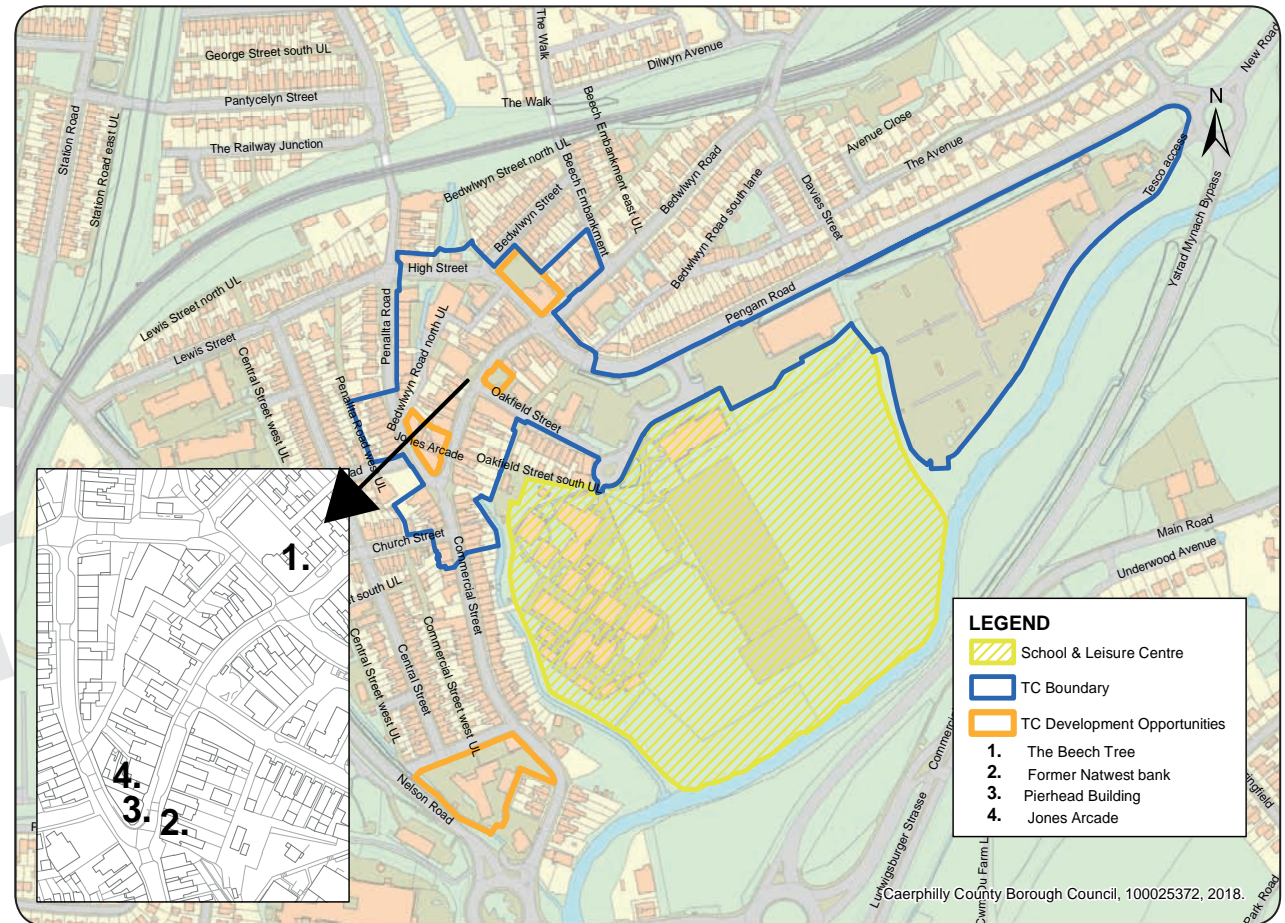 The Walk
Dilwyn Avenue
New Road
George Street south UL
Pantycelyn Street
The Walk
Beech Embankment
The Railway Junction
Station Road
Station Road east UL
N
Avenue Close
The Avenue
Tesco access
Ystrad Mynach Bypass
Bedwlwyn Street north UL
Bedwlwyn Street
Beech Embankment
Beech Embankment east UL
Bedwlwyn Road
Bedwlwyn Road south lane
Davies Street
High Street
Pengam Road
Lewis Street north UL
Lewis Street
Penallta Road
Bedwlwyn Road north UL
Central Street west UL
Penallta Road west UL
Oakfield Street
Jones Arcade
Oakfield Street south UL
ad
Church Street
Commercial Street
Main Road
Underwood Avenue
t south UL
Central Street west UL
Central Street
Commercial Street west UL
Nelson Road
1.
4.
3.
2.
LEGEND
School & Leisure Centre
TC Boundary
TC Development Opportunities
1. The Beech Tree
2. Former Natwest bank
3. Pierhead Building
4. Jones Arcade
Ludwigsburger Strasse
Park Road
Caerphilly County Borough Council, 100025372, 2018.